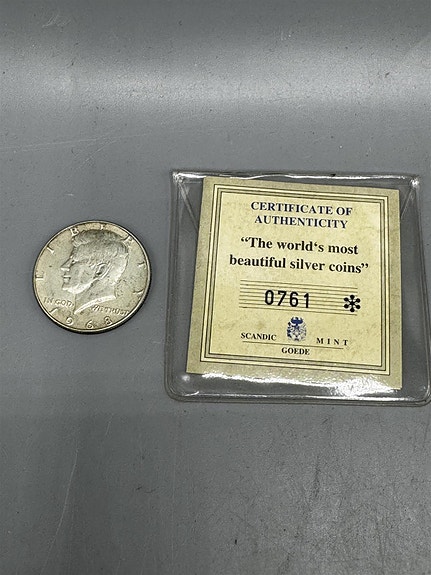 LIBERTY
IN GOD WE TRUST
1968
CERTIFICATE OF
AUTHENTICITY
“The world‘s most
beautiful silver coins”
0761 ✻
SCANDIC MINT
GOEDE